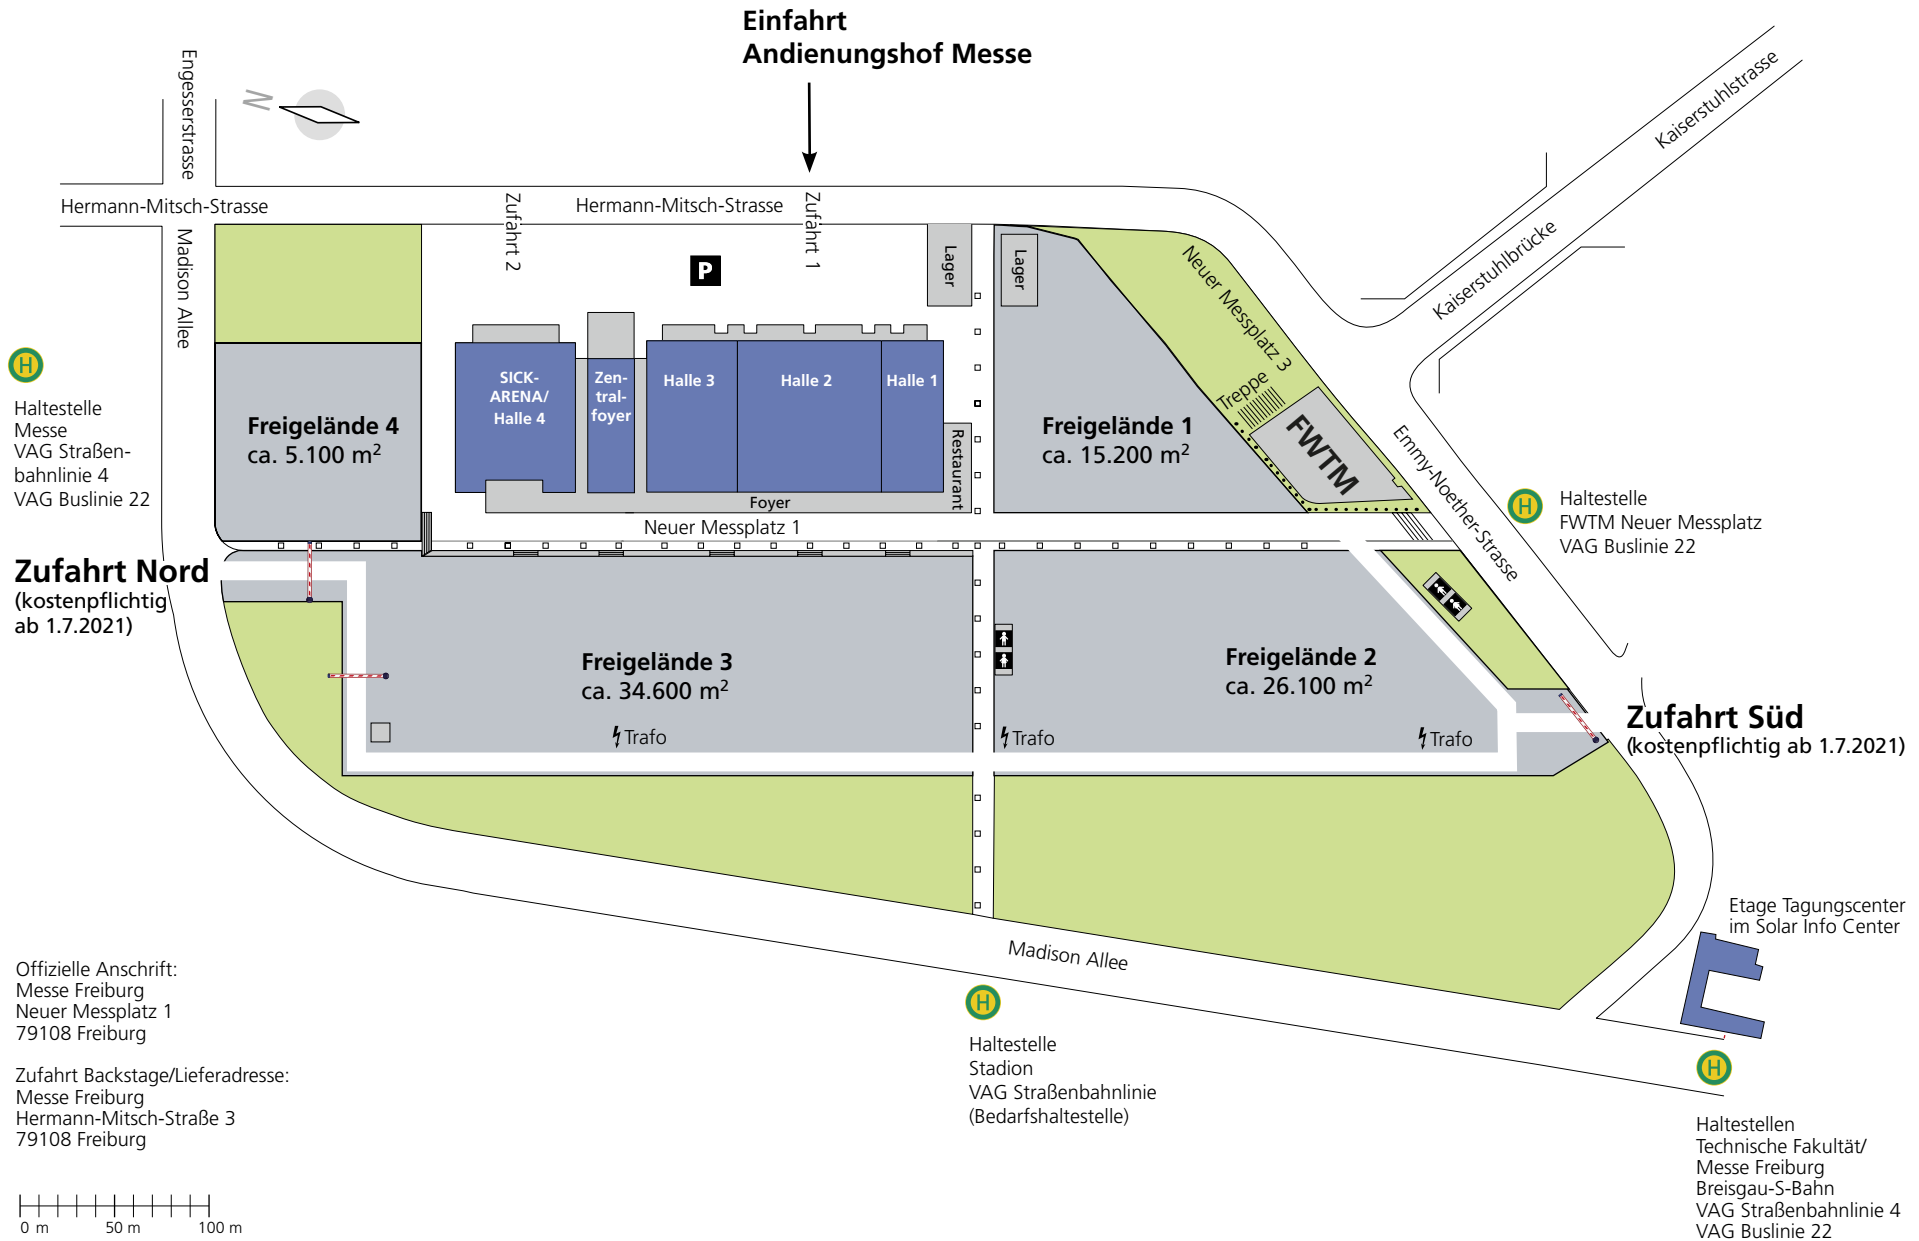 Einfahrt
Andienungshof Messe
Engesserstrasse
N
Kaiserstuhlstrasse
Hermann-Mitsch-Strasse
Zufahrt 2
Hermann-Mitsch-Strasse
Zufahrt 1
Madison Allee
P
Lager
Lager
Neuer Messplatz 3
Kaiserstuhlbrücke
H
Haltestelle
Messe
VAG Straßen-
bahnlinie 4
VAG Buslinie 22
SICK-
ARENA/
Halle 4
Zen-
tral-
foyer
Halle 3
Halle 2
Halle 1
Treppe
FWTM
Freigelände 4
ca. 5.100 m²
Restaurant
Freigelände 1
ca. 15.200 m²
Emmy-Noether-Strasse
H
Haltestelle
FWTM Neuer Messplatz
VAG Buslinie 22
Foyer
Neuer Messplatz 1
Zufahrt Nord
(kostenpflichtig
ab 1.7.2021)
Freigelände 3
ca. 34.600 m²
Freigelände 2
ca. 26.100 m²
Trafo
Trafo
Trafo
Zufahrt Süd
(kostenpflichtig ab 1.7.2021)
Etage Tagungscenter
im Solar Info Center
Madison Allee
Offizielle Anschrift:
Messe Freiburg
Neuer Messplatz 1
79108 Freiburg
Zufahrt Backstage/Lieferadresse:
Messe Freiburg
Hermann-Mitsch-Straße 3
79108 Freiburg
H
Haltestelle
Stadion
VAG Straßenbahnlinie
(Bedarfshaltestelle)
H
Haltestellen
Technische Fakultät/
Messe Freiburg
Breisgau-S-Bahn
VAG Straßenbahnlinie 4
VAG Buslinie 22
0 m 50 m 100 m